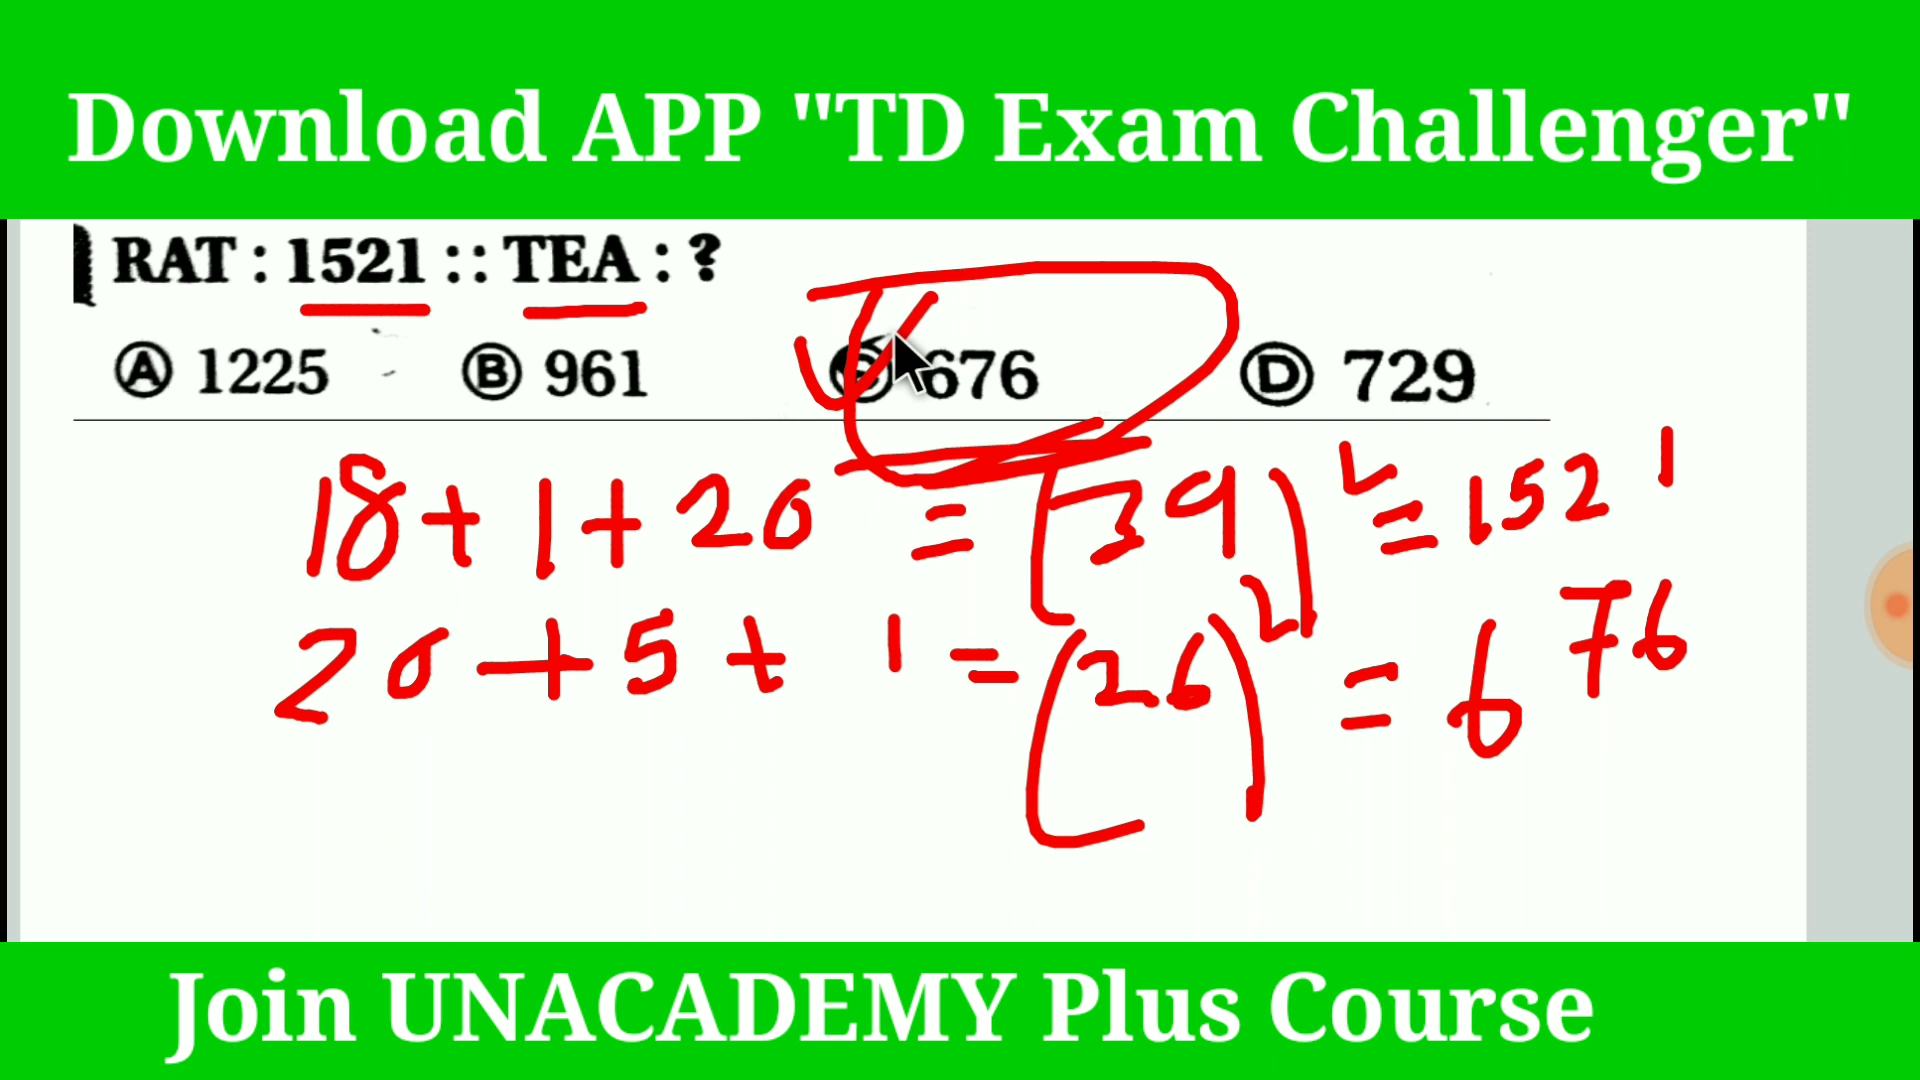 Download APP "TD Exam Challenger"
RAT : 1521 :: TEA : ?
Ⓐ 1225 Ⓑ 961 Ⓒ 676 Ⓓ 729
18 + 1 + 20 = (39)² = 1521
20 + 5 + 1 = (26)² = 676
Join UNACADEMY Plus Course